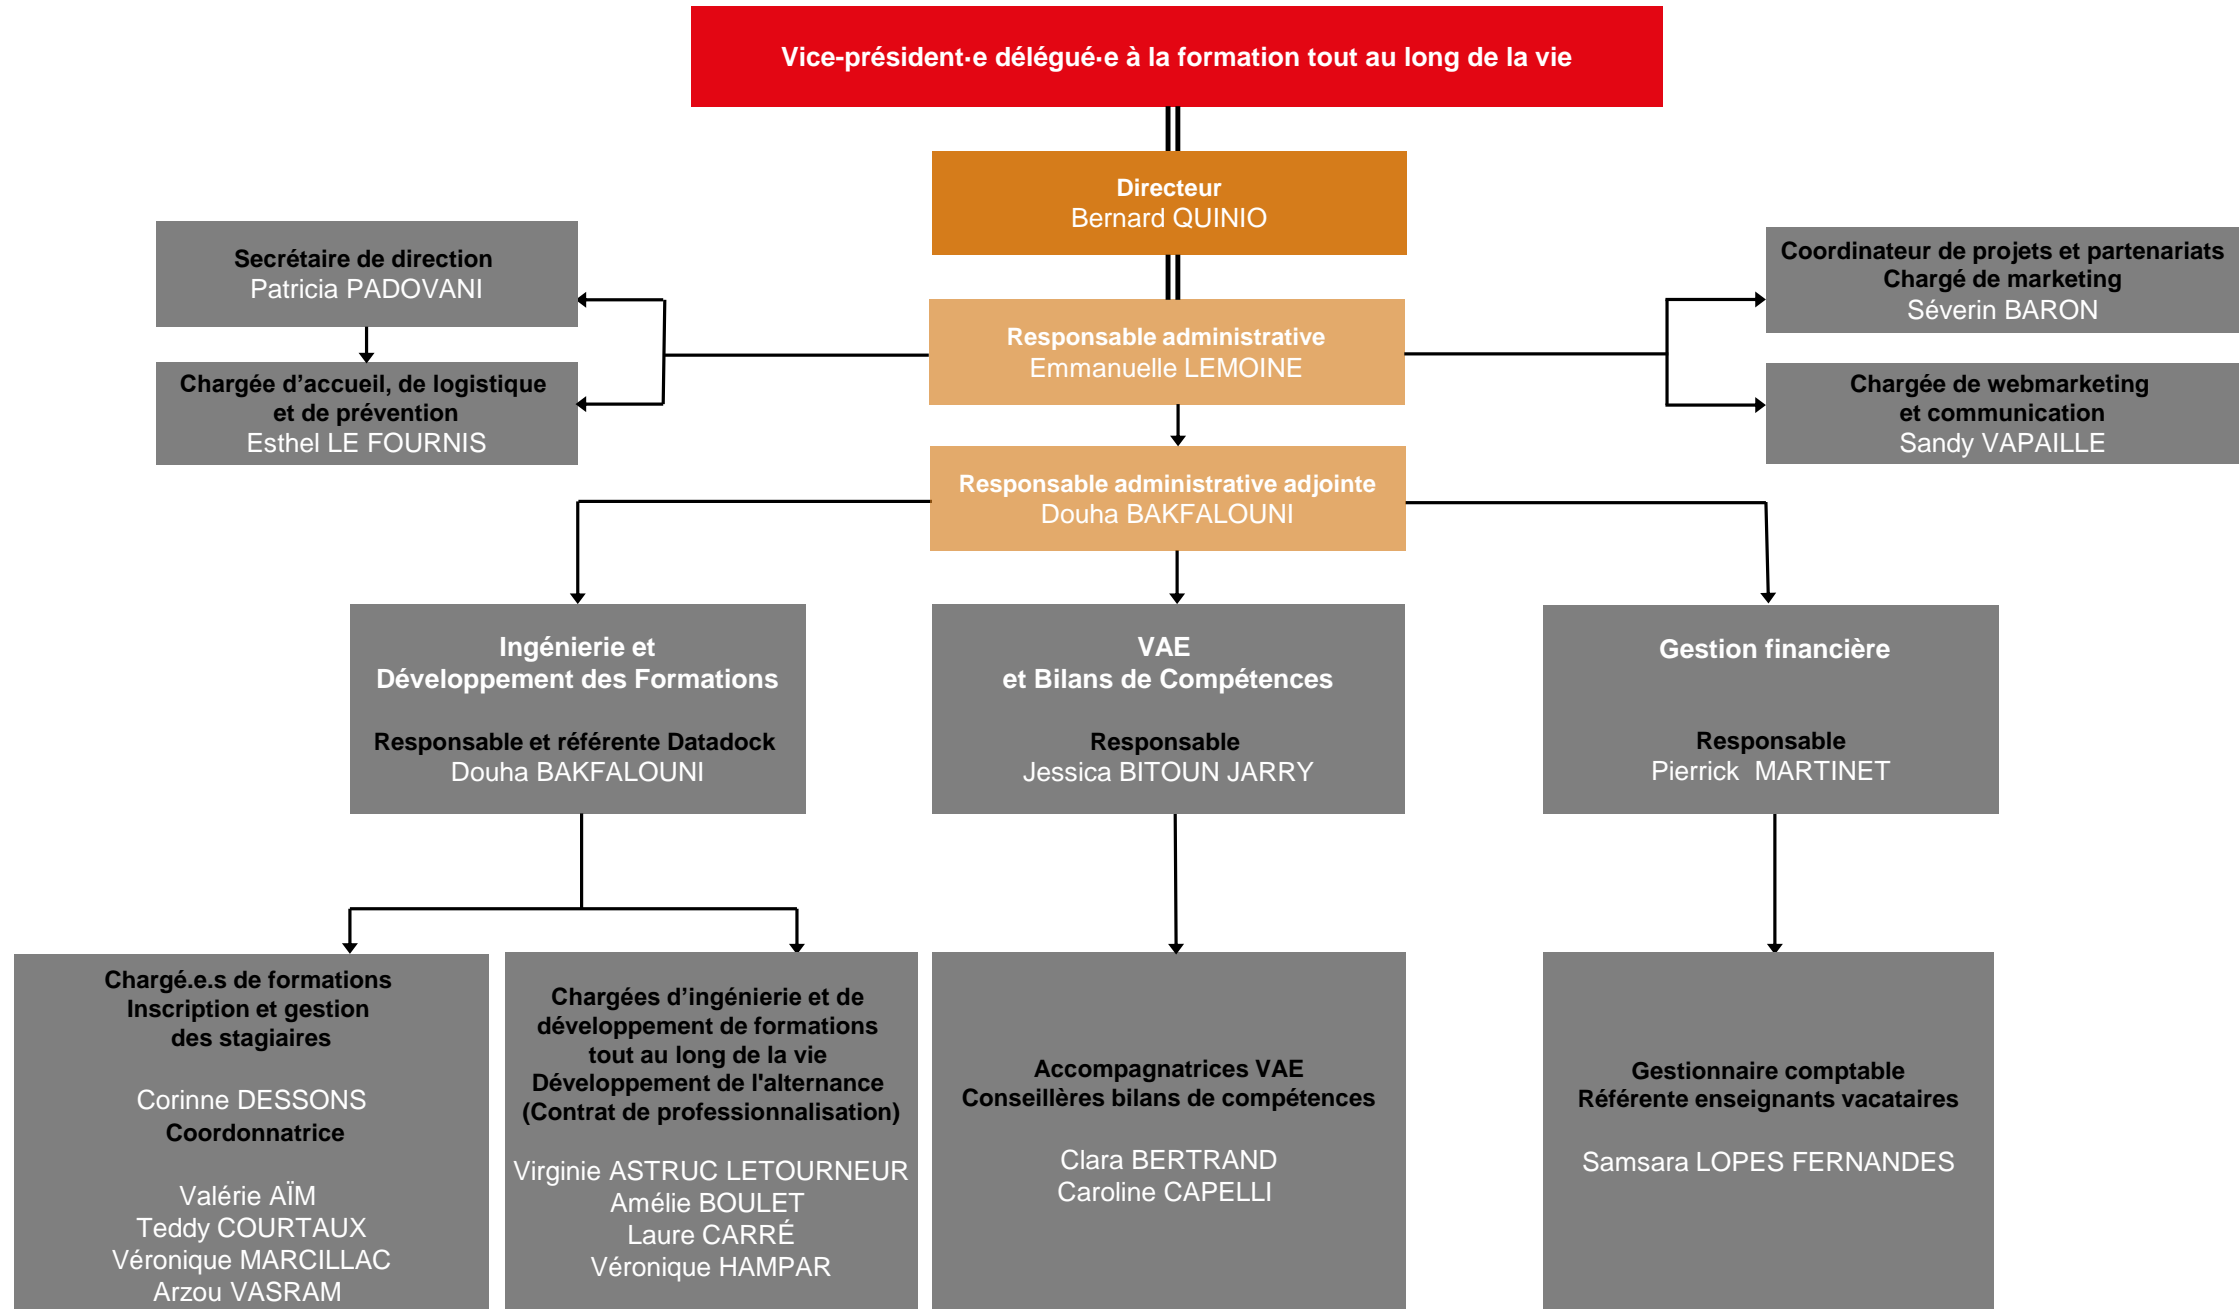 Vice-président·e délégué·e à la formation tout au long de la vie
Directeur
Bernard QUINIO
Secrétaire de direction
Patricia PADOVANI
Coordinateur de projets et partenariats
Chargé de marketing
Séverin BARON
Responsable administrative
Emmanuelle LEMOINE
Chargée d’accueil, de logistique
et de prévention
Esthel LE FOURNIS
Chargée de webmarketing
et communication
Sandy VAPAILLE
Responsable administrative adjointe
Douha BAKFALOUNI
Ingénierie et
Développement des Formations
Responsable et référente Datadock
Douha BAKFALOUNI
VAE
et Bilans de Compétences
Responsable
Jessica BITOUN JARRY
Gestion financière
Responsable
Pierrick  MARTINET
Chargé.e.s de formations
Inscription et gestion
des stagiaires
Corinne DESSONS
Coordonnatrice
Valérie AÏM
Teddy COURTAUX
Véronique MARCILLAC
Arzou VASRAM
Chargées d’ingénierie et de
développement de formations
tout au long de la vie
Développement de l'alternance
(Contrat de professionnalisation)
Virginie ASTRUC LETOURNEUR
Amélie BOULET
Laure CARRÉ
Véronique HAMPAR
Accompagnatrices VAE
Conseillères bilans de compétences
Clara BERTRAND
Caroline CAPELLI
Gestionnaire comptable
Référente enseignants vacataires
Samsara LOPES FERNANDES